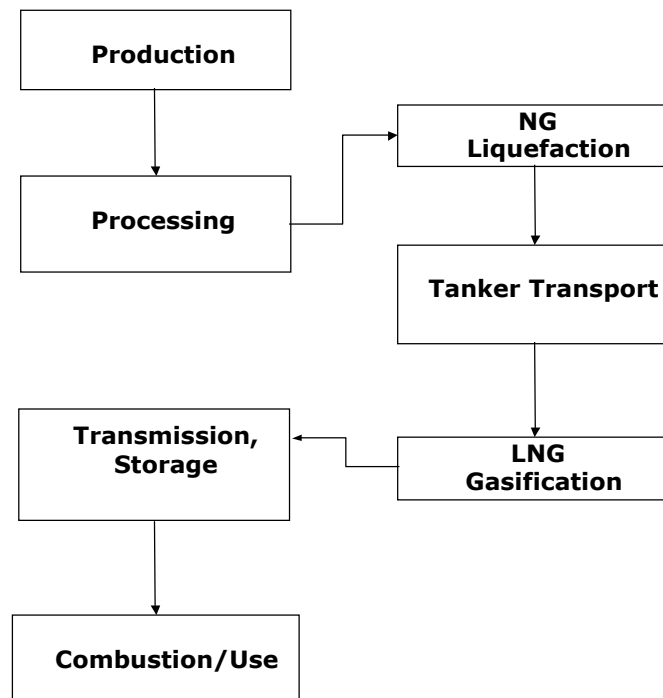 Production
Processing
NG
Liquefaction
Tanker Transport
LNG
Gasification
Transmission,
Storage
Combustion/Use